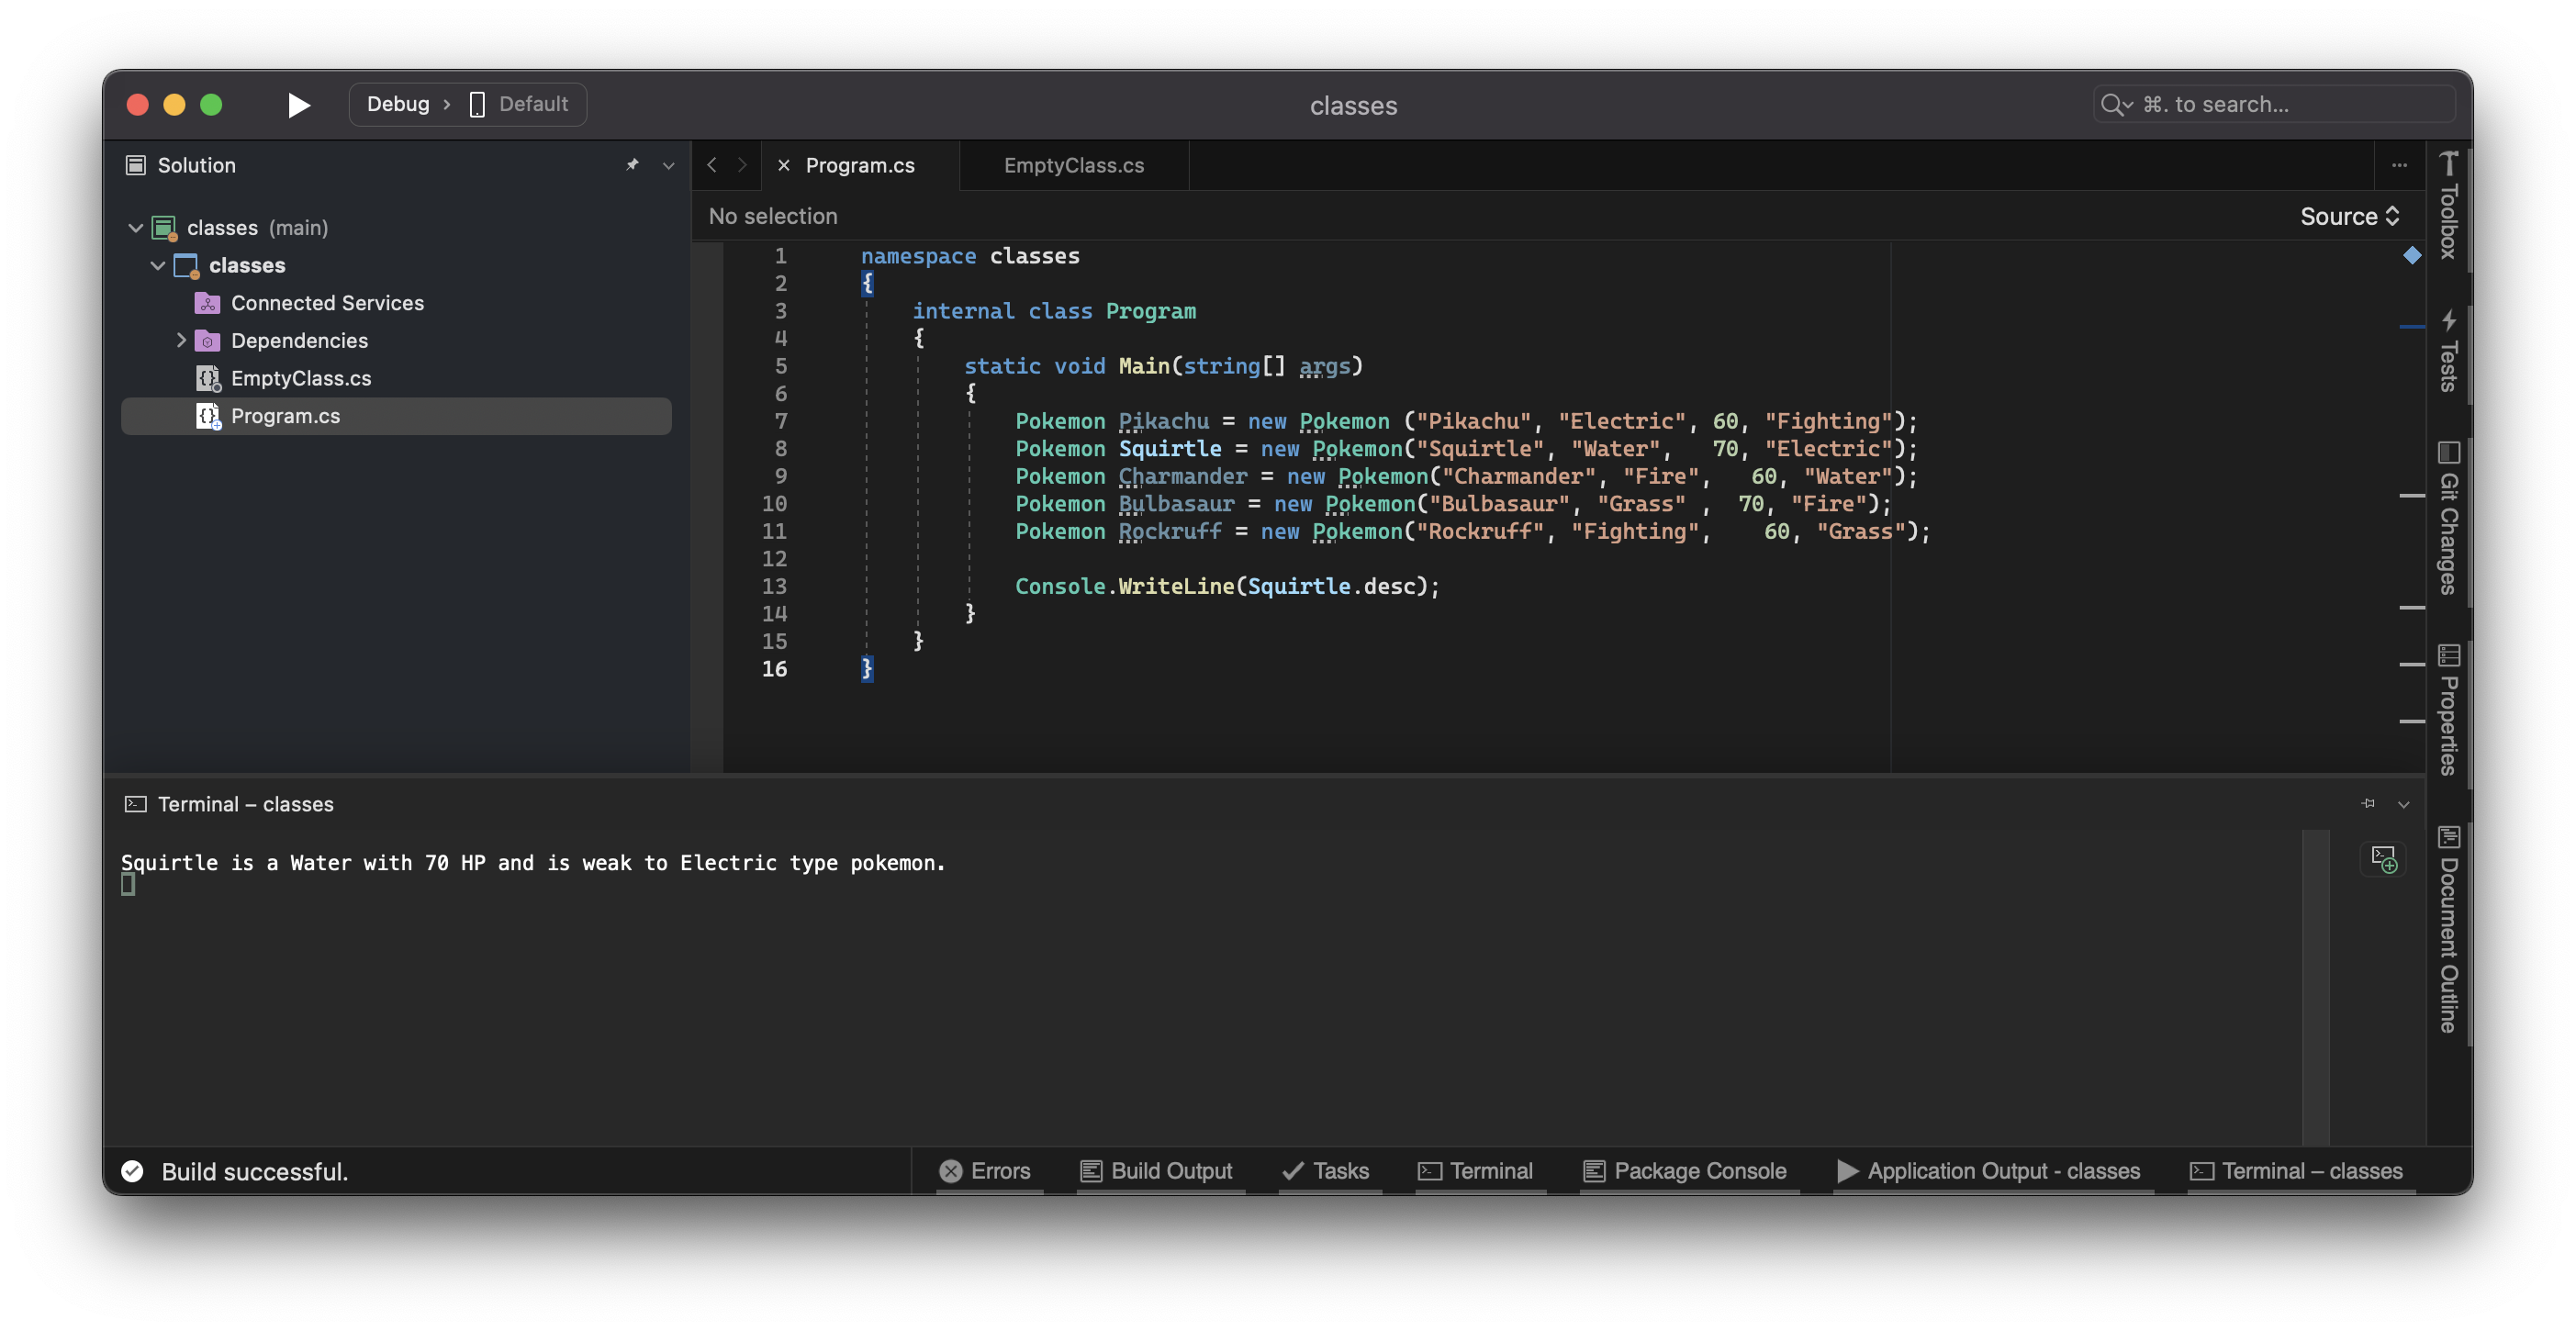 Debug > Default
classes
⌘. to search...
Solution
classes (main)
classes
Connected Services
Dependencies
EmptyClass.cs
Program.cs
Program.cs
EmptyClass.cs
No selection
Source
1 namespace classes
2 {
3     internal class Program
4     {
5         static void Main(string[] args)
6         {
7             Pokemon Pikachu = new Pokemon ("Pikachu", "Electric", 60, "Fighting");
8             Pokemon Squirtle = new Pokemon("Squirtle", "Water",   70, "Electric");
9             Pokemon Charmander = new Pokemon("Charmander", "Fire",   60, "Water");
10             Pokemon Bulbasaur = new Pokemon("Bulbasaur", "Grass" ,  70, "Fire");
11             Pokemon Rockruff = new Pokemon("Rockruff", "Fighting",    60, "Grass");
12
13             Console.WriteLine(Squirtle.desc);
14         }
15     }
16 }
Toolbox
Tests
Git Changes
Properties
Document Outline
Terminal – classes
Squirtle is a Water with 70 HP and is weak to Electric type pokemon.
Build successful.
Errors
Build Output
Tasks
Terminal
Package Console
Application Output - classes
Terminal – classes